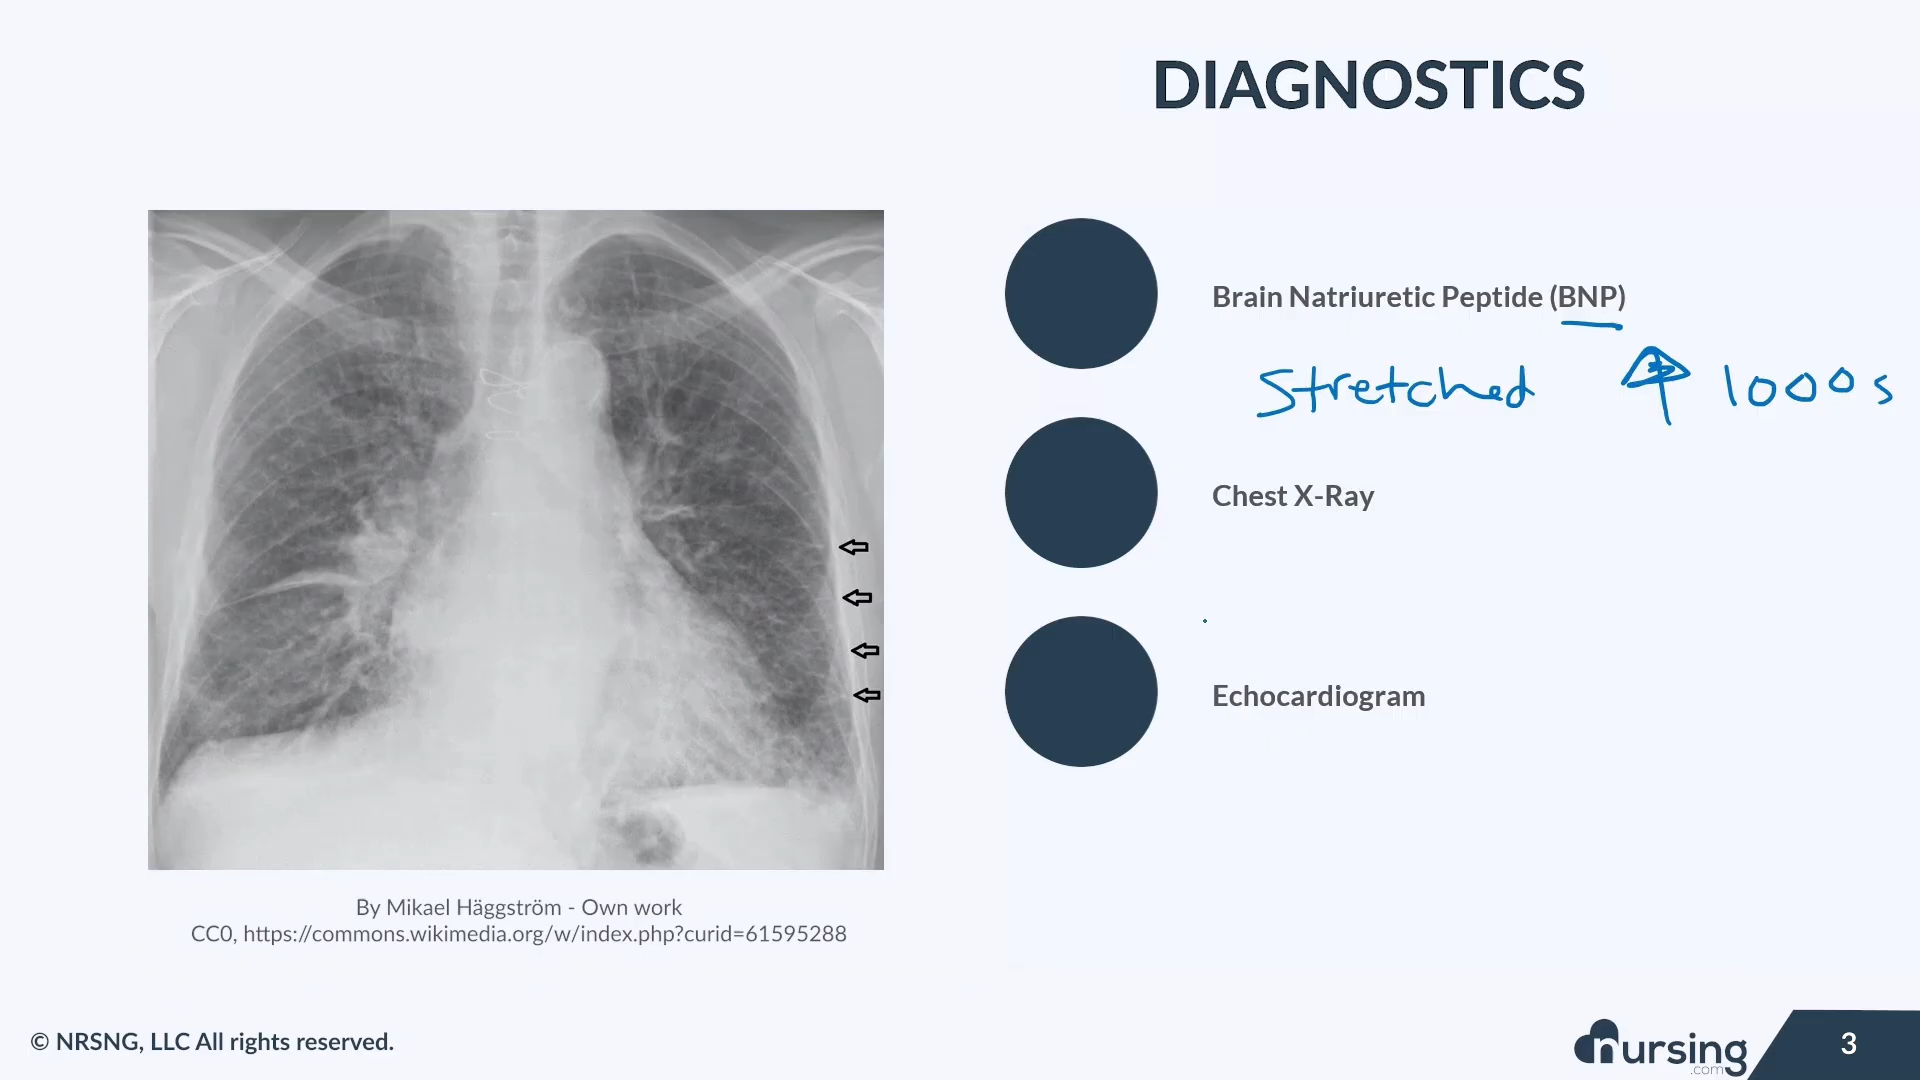 DIAGNOSTICS
Brain Natriuretic Peptide (BNP)
Stretched 1000s
Chest X-Ray
Echocardiogram
By Mikael Häggström - Own work
CC0, https://commons.wikimedia.org/w/index.php?curid=61595288
© NRSNG, LLC All rights reserved.
nursing
.com
3